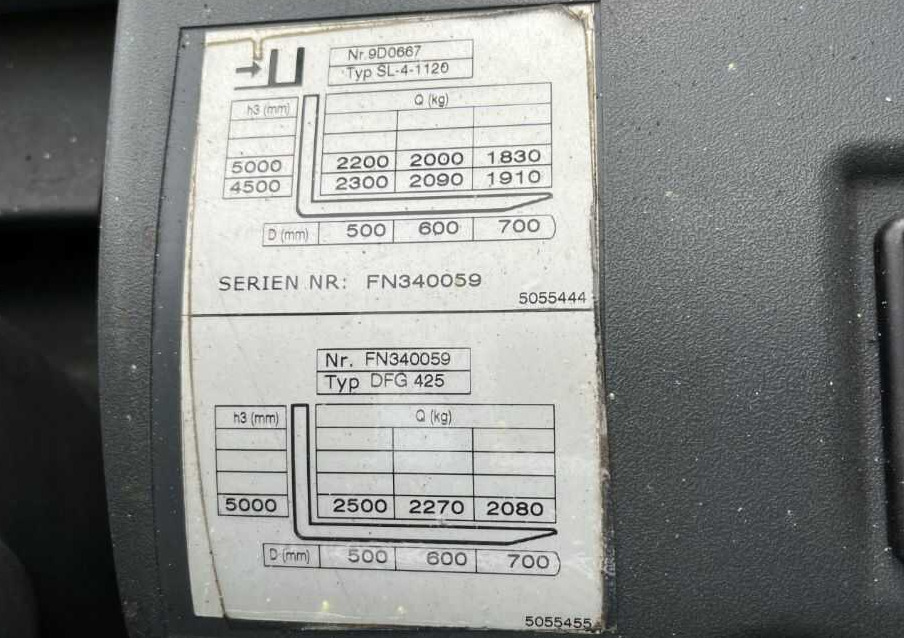 Nr.9D0667
Typ SL-4-1120
h3 (mm) Q (kg)
5000 2200 2000 1830
4500 2300 2090 1910
D (mm) 500 600 700
SERIEN NR: FN340059
5055444
Nr. FN340059
Typ DFG 425
h3 (mm) Q (kg)
5000 2500 2270 2080
D (mm) 500 600 700
5055455